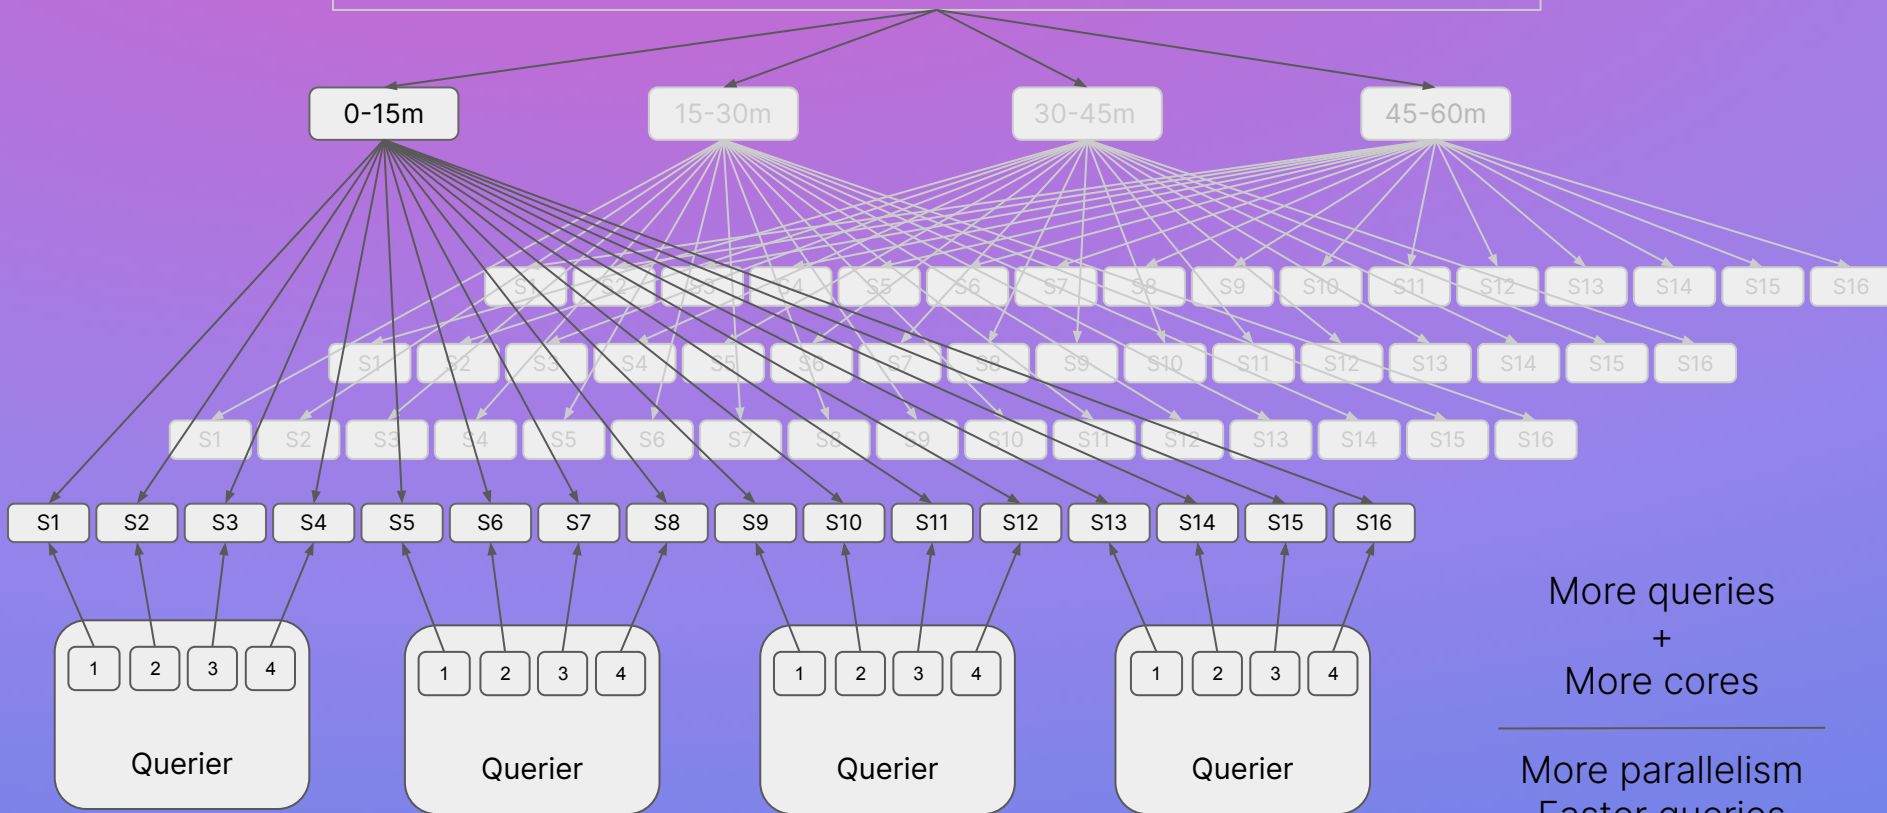 0-15m 15-30m 30-45m 45-60m
S1 S2 S3 S4 S5 S6 S7 S8 S9 S10 S11 S12 S13 S14 S15 S16
S1 S2 S3 S4 S5 S6 S7 S8 S9 S10 S11 S12 S13 S14 S15 S16
S1 S2 S3 S4 S5 S6 S7 S8 S9 S10 S11 S12 S13 S14 S15 S16
S1 S2 S3 S4 S5 S6 S7 S8 S9 S10 S11 S12 S13 S14 S15 S16
1 2 3 4 1 2 3 4 1 2 3 4 1 2 3 4
Querier Querier Querier Querier
More queries
+
More cores
More parallelism
Faster queries